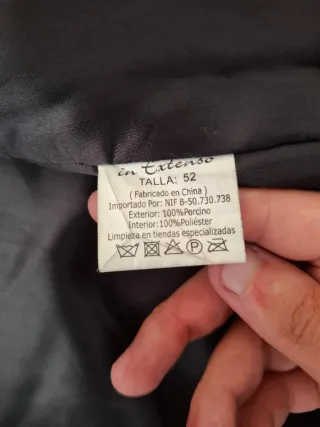 in Extenso
TALLA: 52
( Fabricado en China )
Importado Por: NIF B-50.730.738
Exterior: 100%Porcino
Interior: 100%Poliéster
Limpieza en tiendas especializadas
P